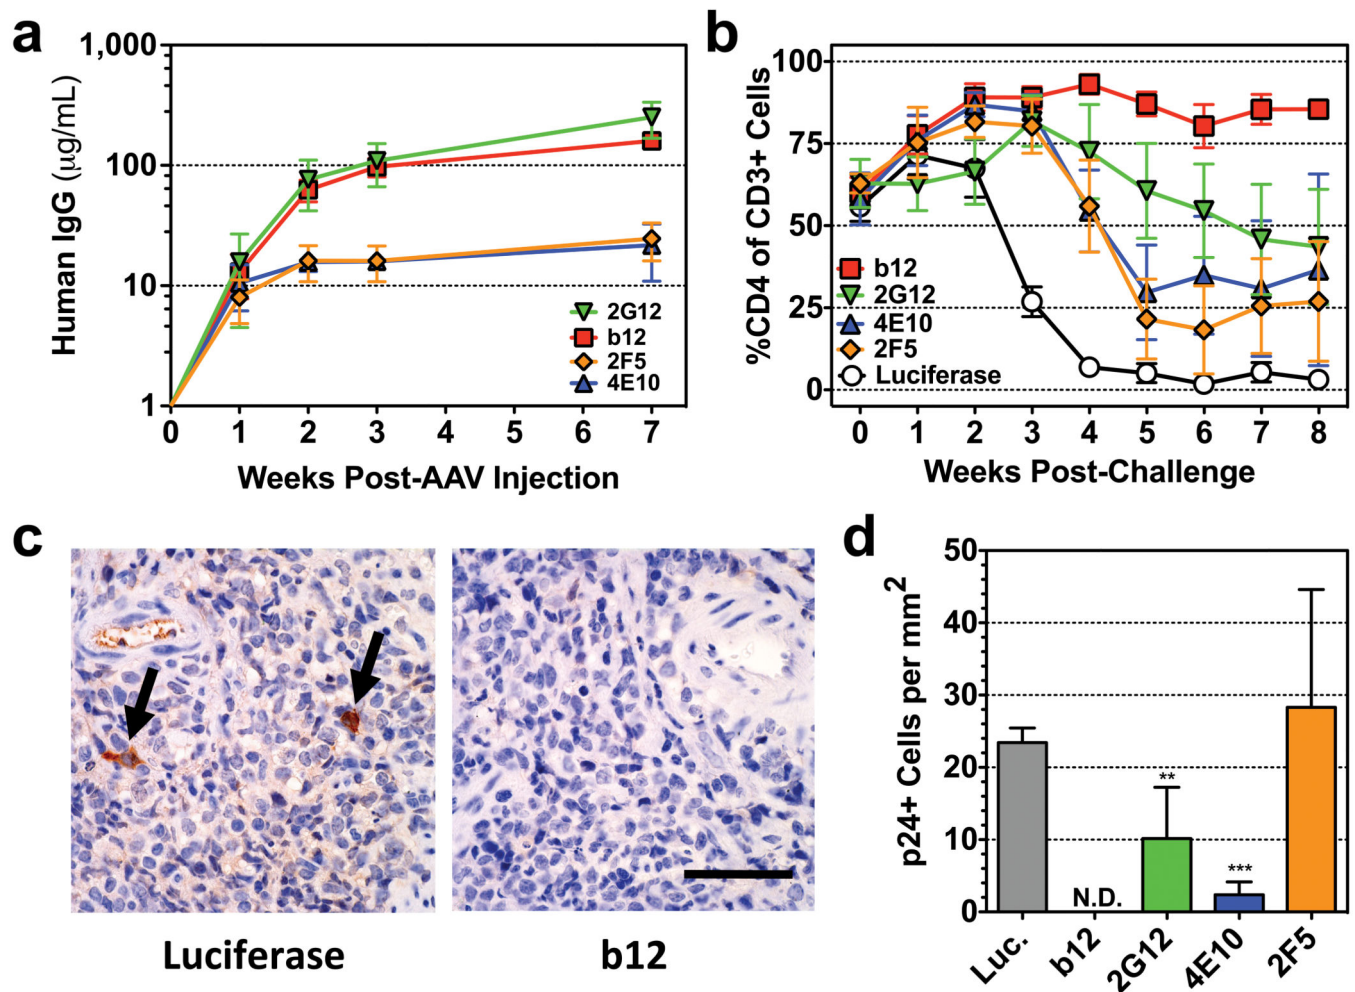 a
1,000
100
10
1
Human IgG (µg/mL)
2G12
b12
2F5
4E10
0 1 2 3 4 5 6 7
Weeks Post-AAV Injection
b
100
75
50
25
0
%CD4 of CD3+ Cells
b12
2G12
4E10
2F5
Luciferase
0 1 2 3 4 5 6 7 8
Weeks Post-Challenge
c
Luciferase
b12
d
50
40
30
20
10
0
p24+ Cells per mm²
N.D.
**
***
Luc.
b12
2G12
4E10
2F5